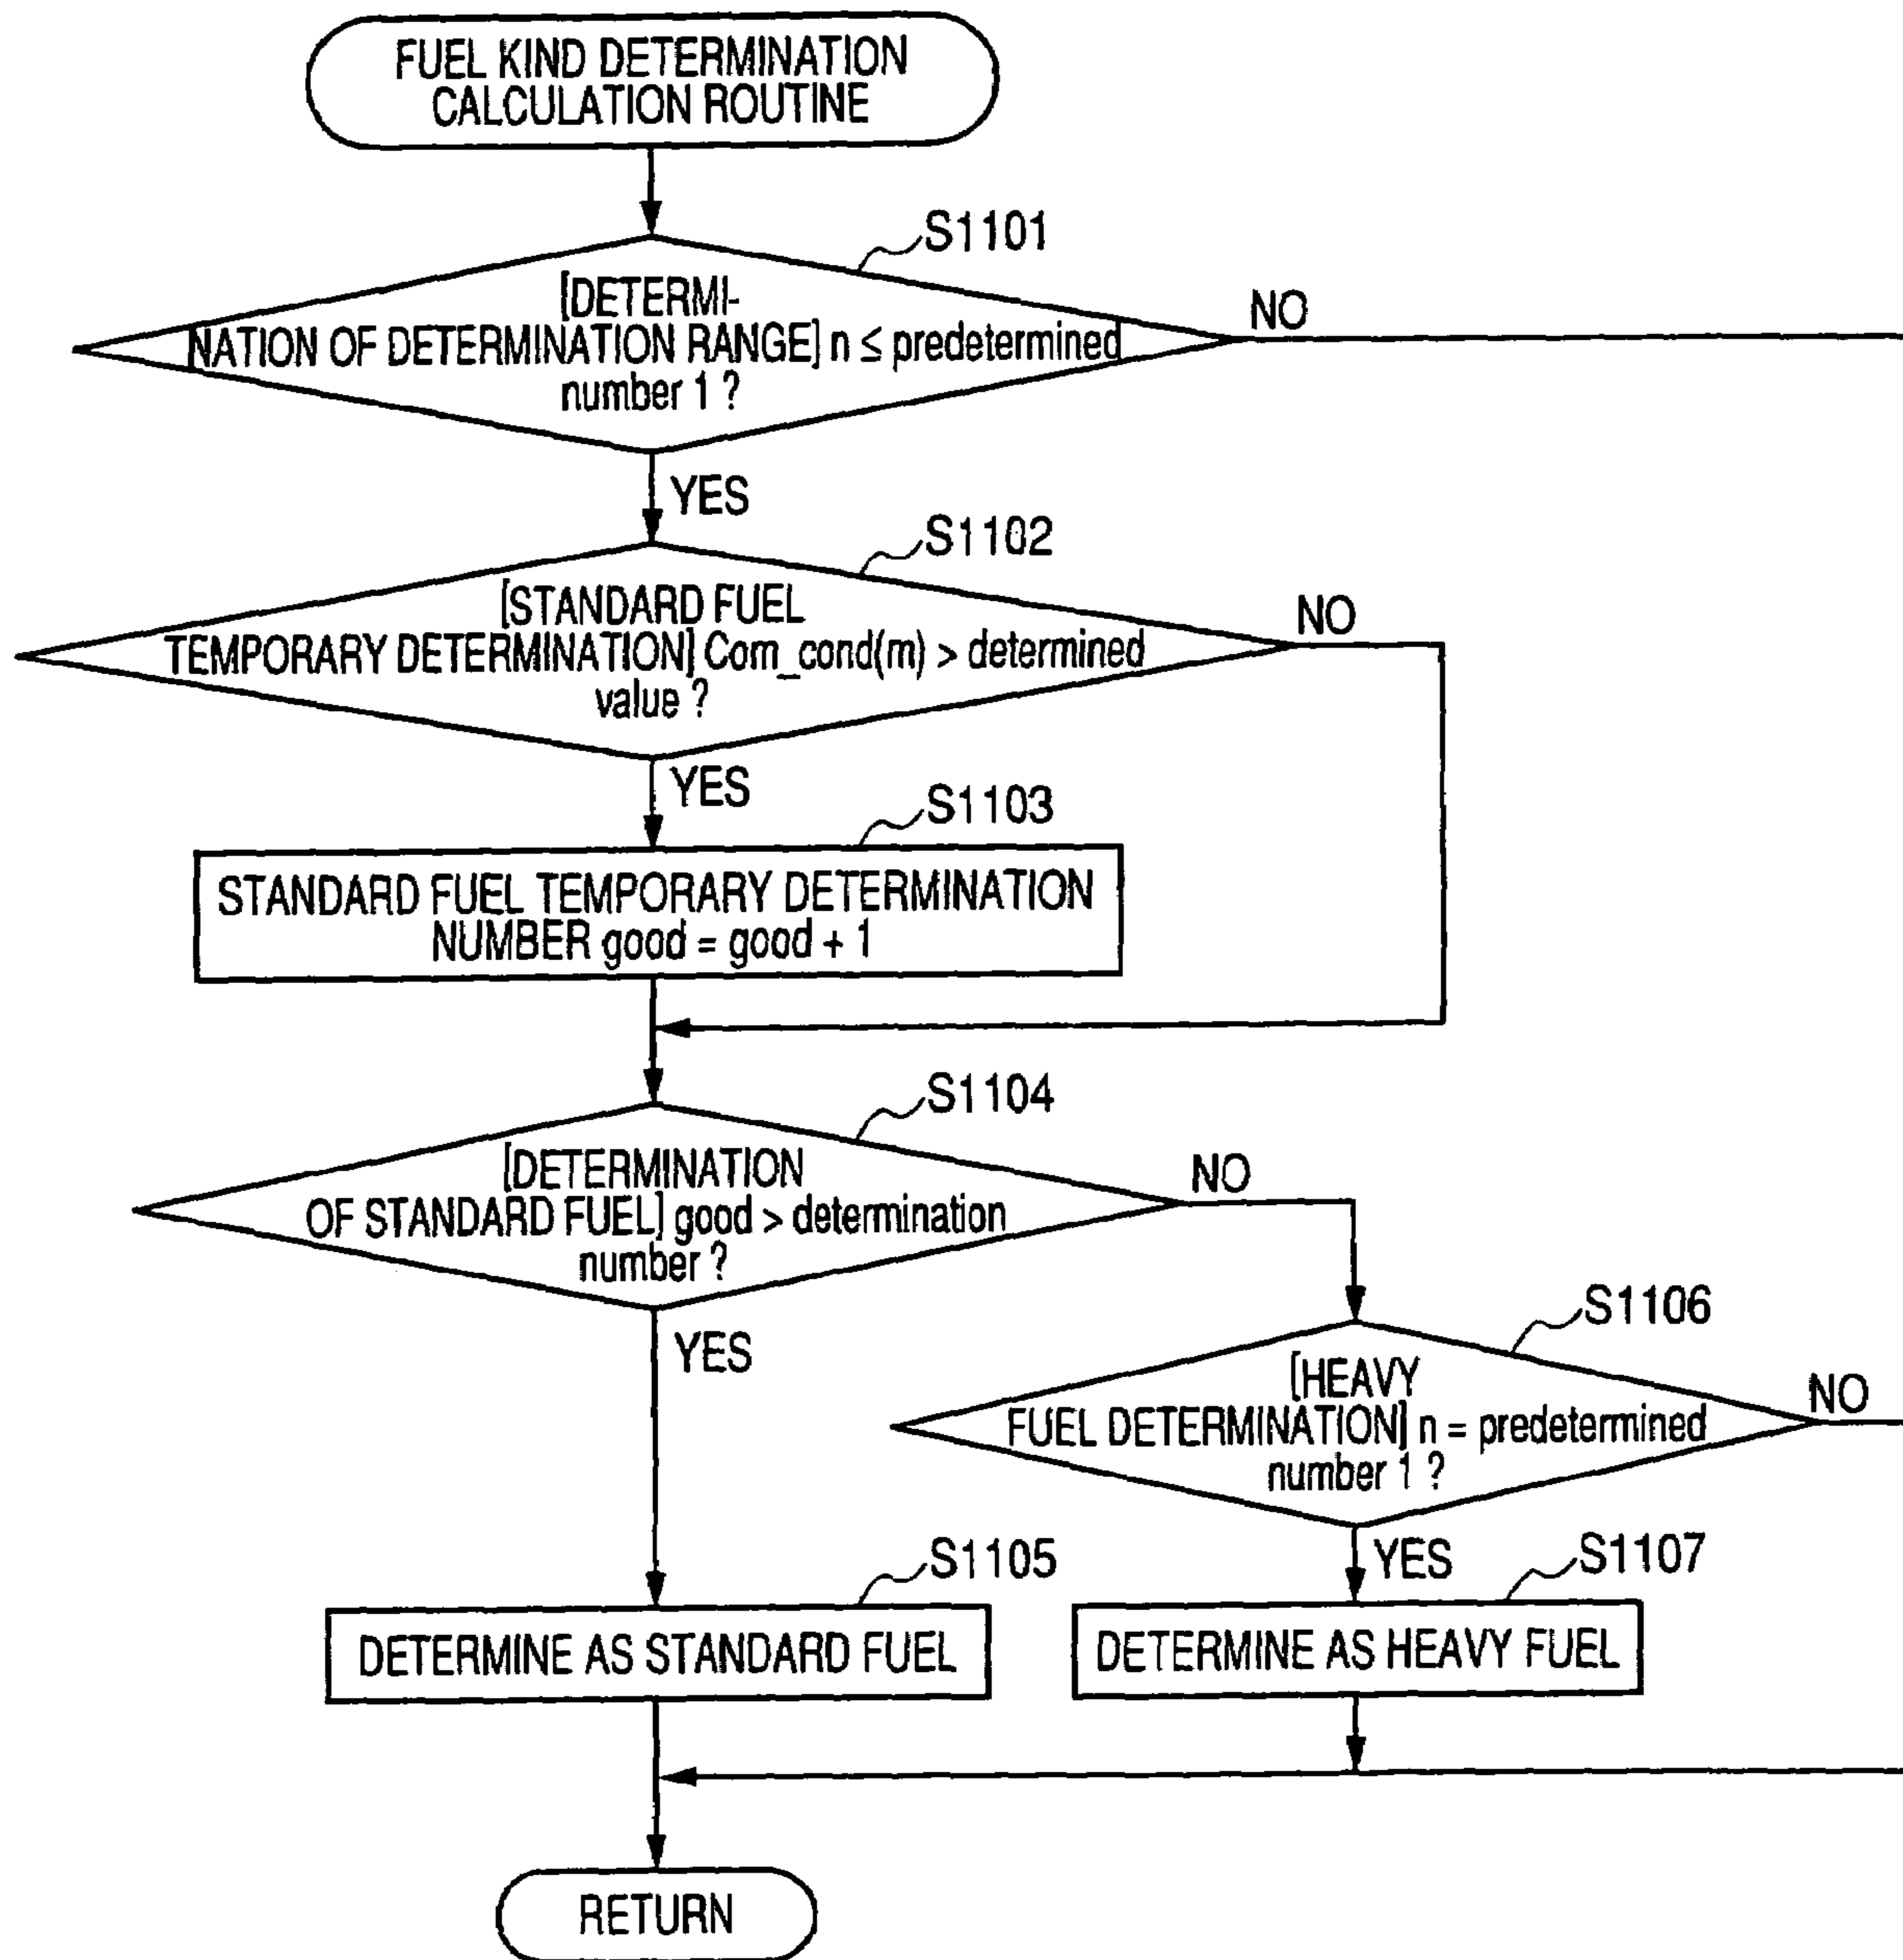 FUEL KIND DETERMINATION
CALCULATION ROUTINE
S1101
[DETERMI-
NATION OF DETERMINATION RANGE] n ≤ predetermined
number 1 ?
NO
YES
S1102
[STANDARD FUEL
TEMPORARY DETERMINATION] Com_cond(m) > determined
value ?
NO
YES
S1103
STANDARD FUEL TEMPORARY DETERMINATION
NUMBER good = good + 1
S1104
[DETERMINATION
OF STANDARD FUEL] good > determination
number ?
NO
YES
S1106
[HEAVY
FUEL DETERMINATION] n = predetermined
number 1 ?
NO
YES
S1105
DETERMINE AS STANDARD FUEL
S1107
DETERMINE AS HEAVY FUEL
RETURN